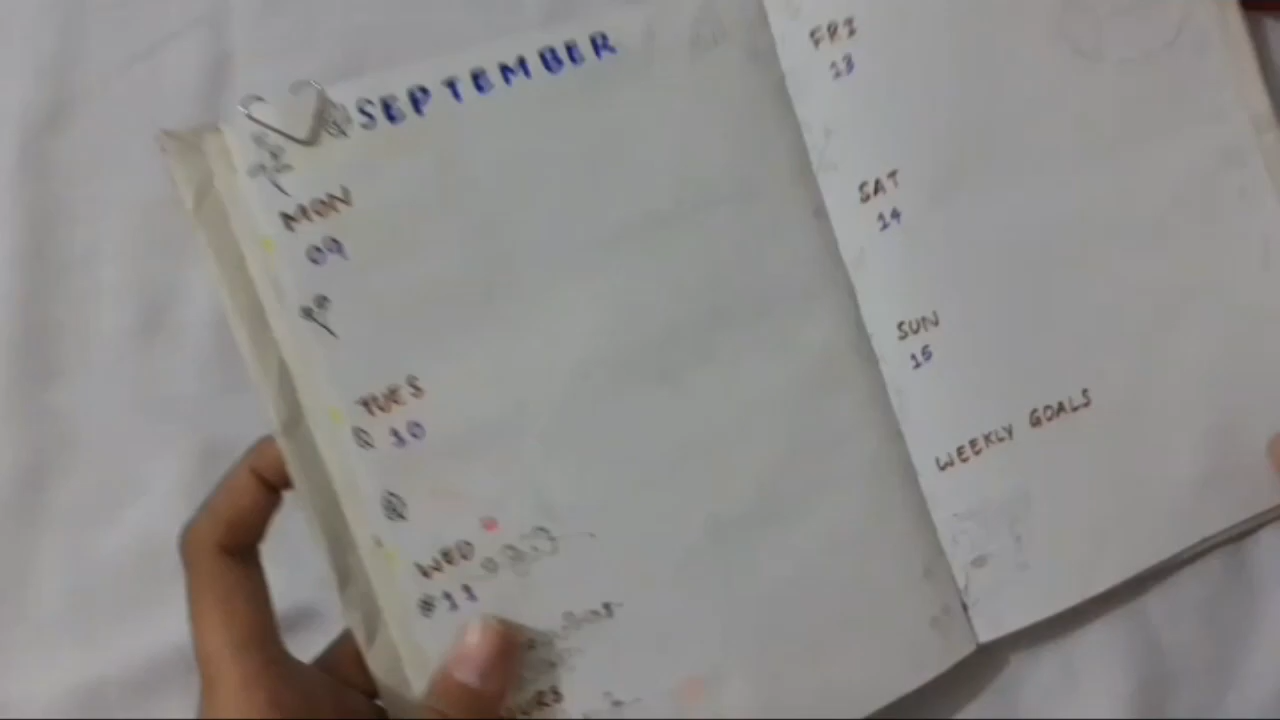 SEPTEMBER
MON
09
TUES
10
WED
11
FRI
13
SAT
14
SUN
15
WEEKLY GOALS